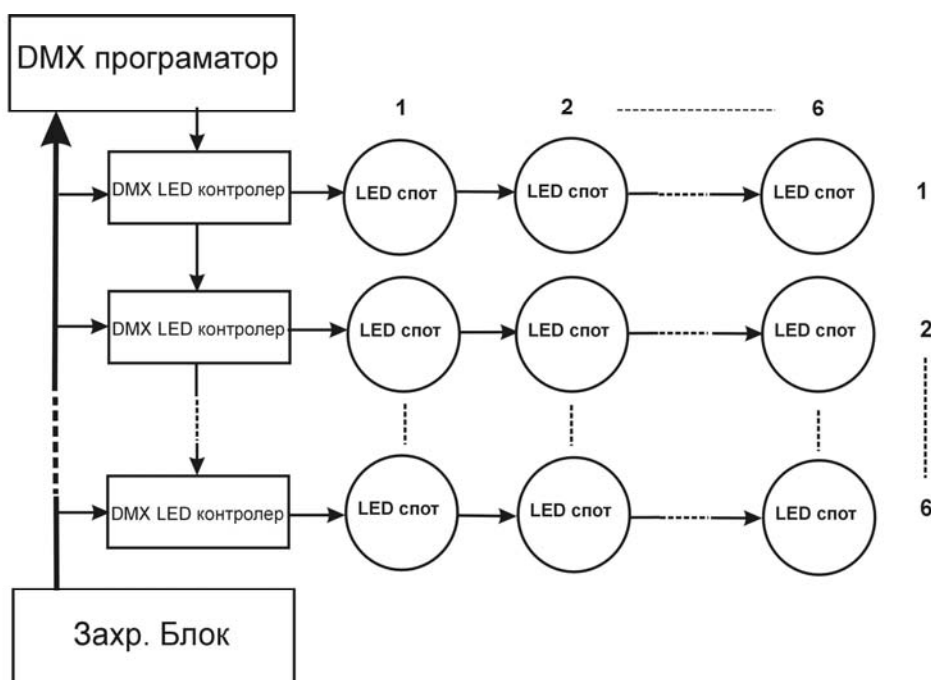 DMX програматор
1 2 6
DMX LED контролер LED спот LED спот LED спот 1
DMX LED контролер LED спот LED спот LED спот 2
DMX LED контролер LED спот LED спот LED спот 6
Захр. Блок